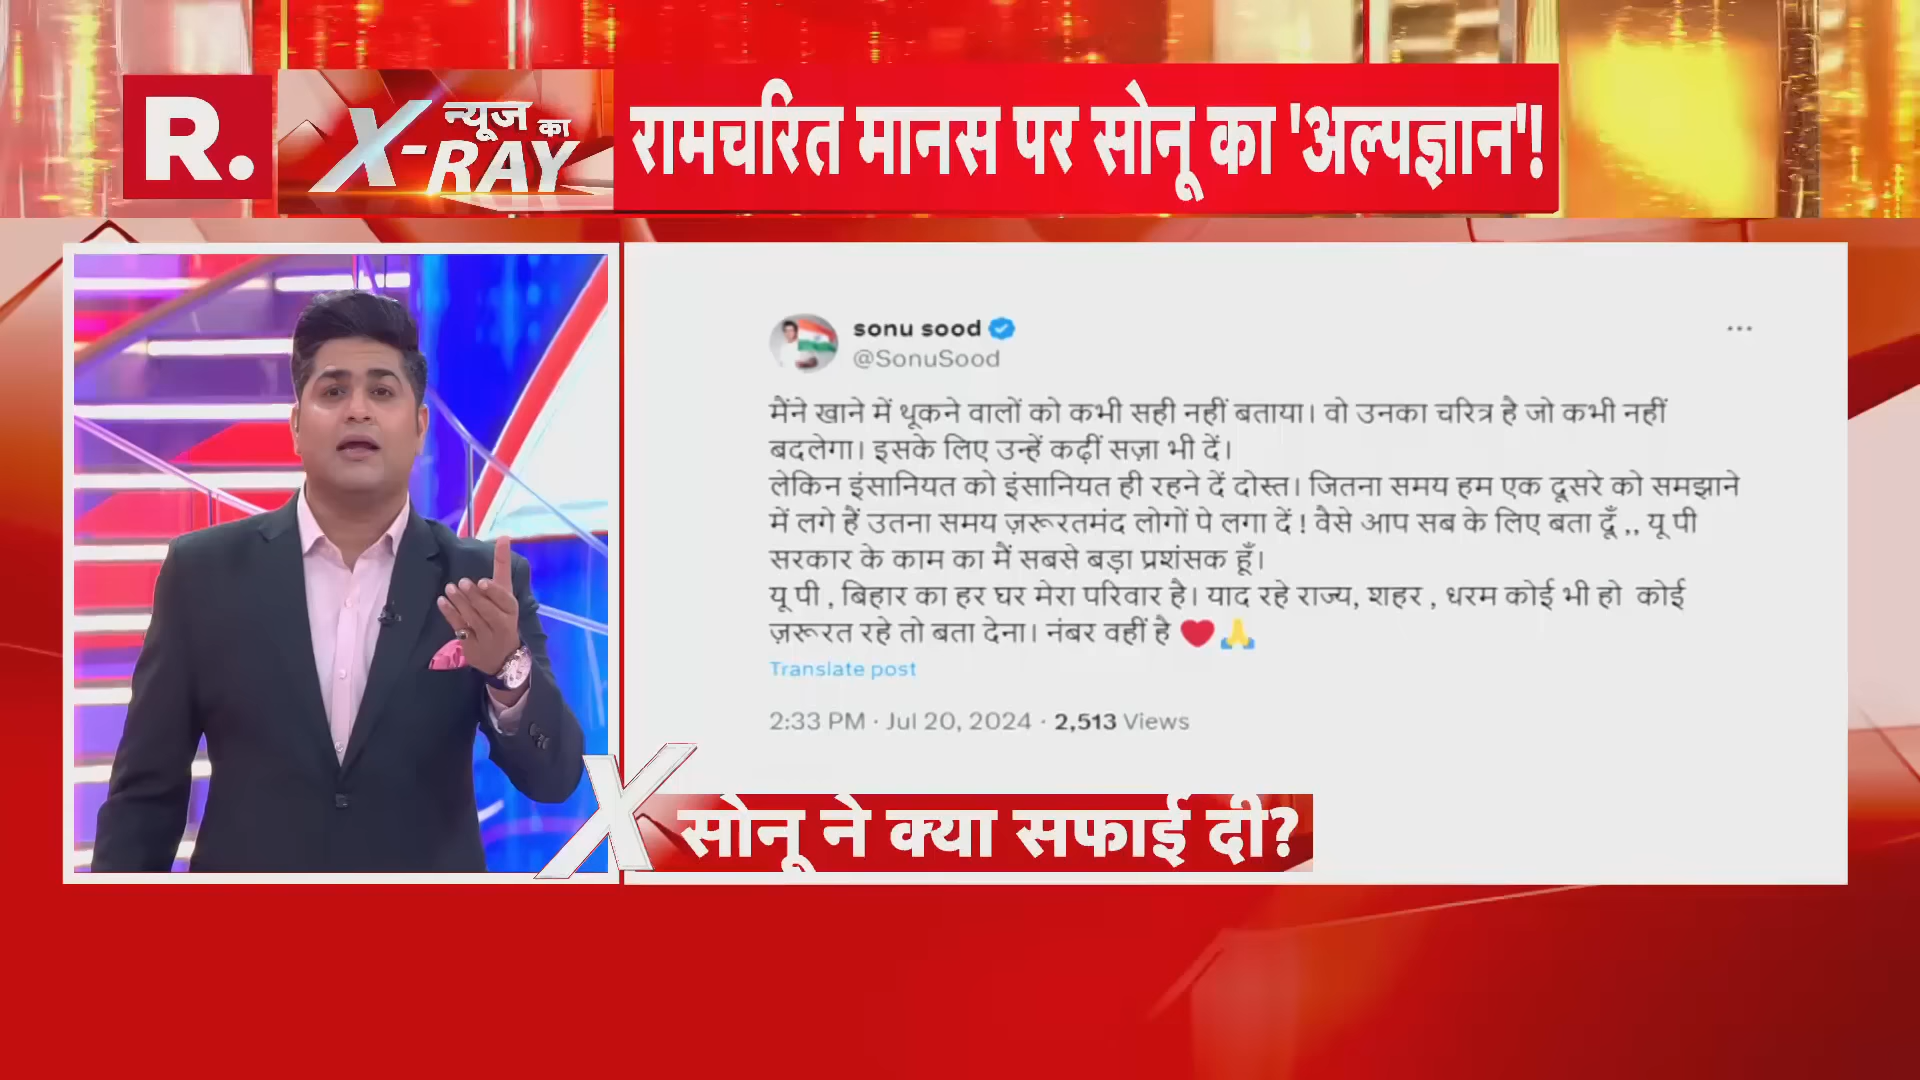 R.
न्यूज का
X-RAY
रामचरित मानस पर सोनू का 'अल्पज्ञान'!
sonu sood
@SonuSood
मैंने खाने में थूकने वालों को कभी सही नहीं बताया। वो उनका चरित्र है जो कभी नहीं
बदलेगा। इसके लिए उन्हें कढ़ीं सज़ा भी दें।
लेकिन इंसानियत को इंसानियत ही रहने दें दोस्त। जितना समय हम एक दूसरे को समझाने
में लगे हैं उतना समय ज़रूरतमंद लोगों पे लगा दें ! वैसे आप सब के लिए बता दूँ ,, यू पी
सरकार के काम का मैं सबसे बड़ा प्रशंसक हूँ।
यू पी , बिहार का हर घर मेरा परिवार है। याद रहे राज्य, शहर , धरम कोई भी हो कोई
ज़रूरत रहे तो बता देना। नंबर वहीं है ❤️🙏
Translate post
2:33 PM · Jul 20, 2024 · 2,513 Views
X सोनू ने क्या सफाई दी?